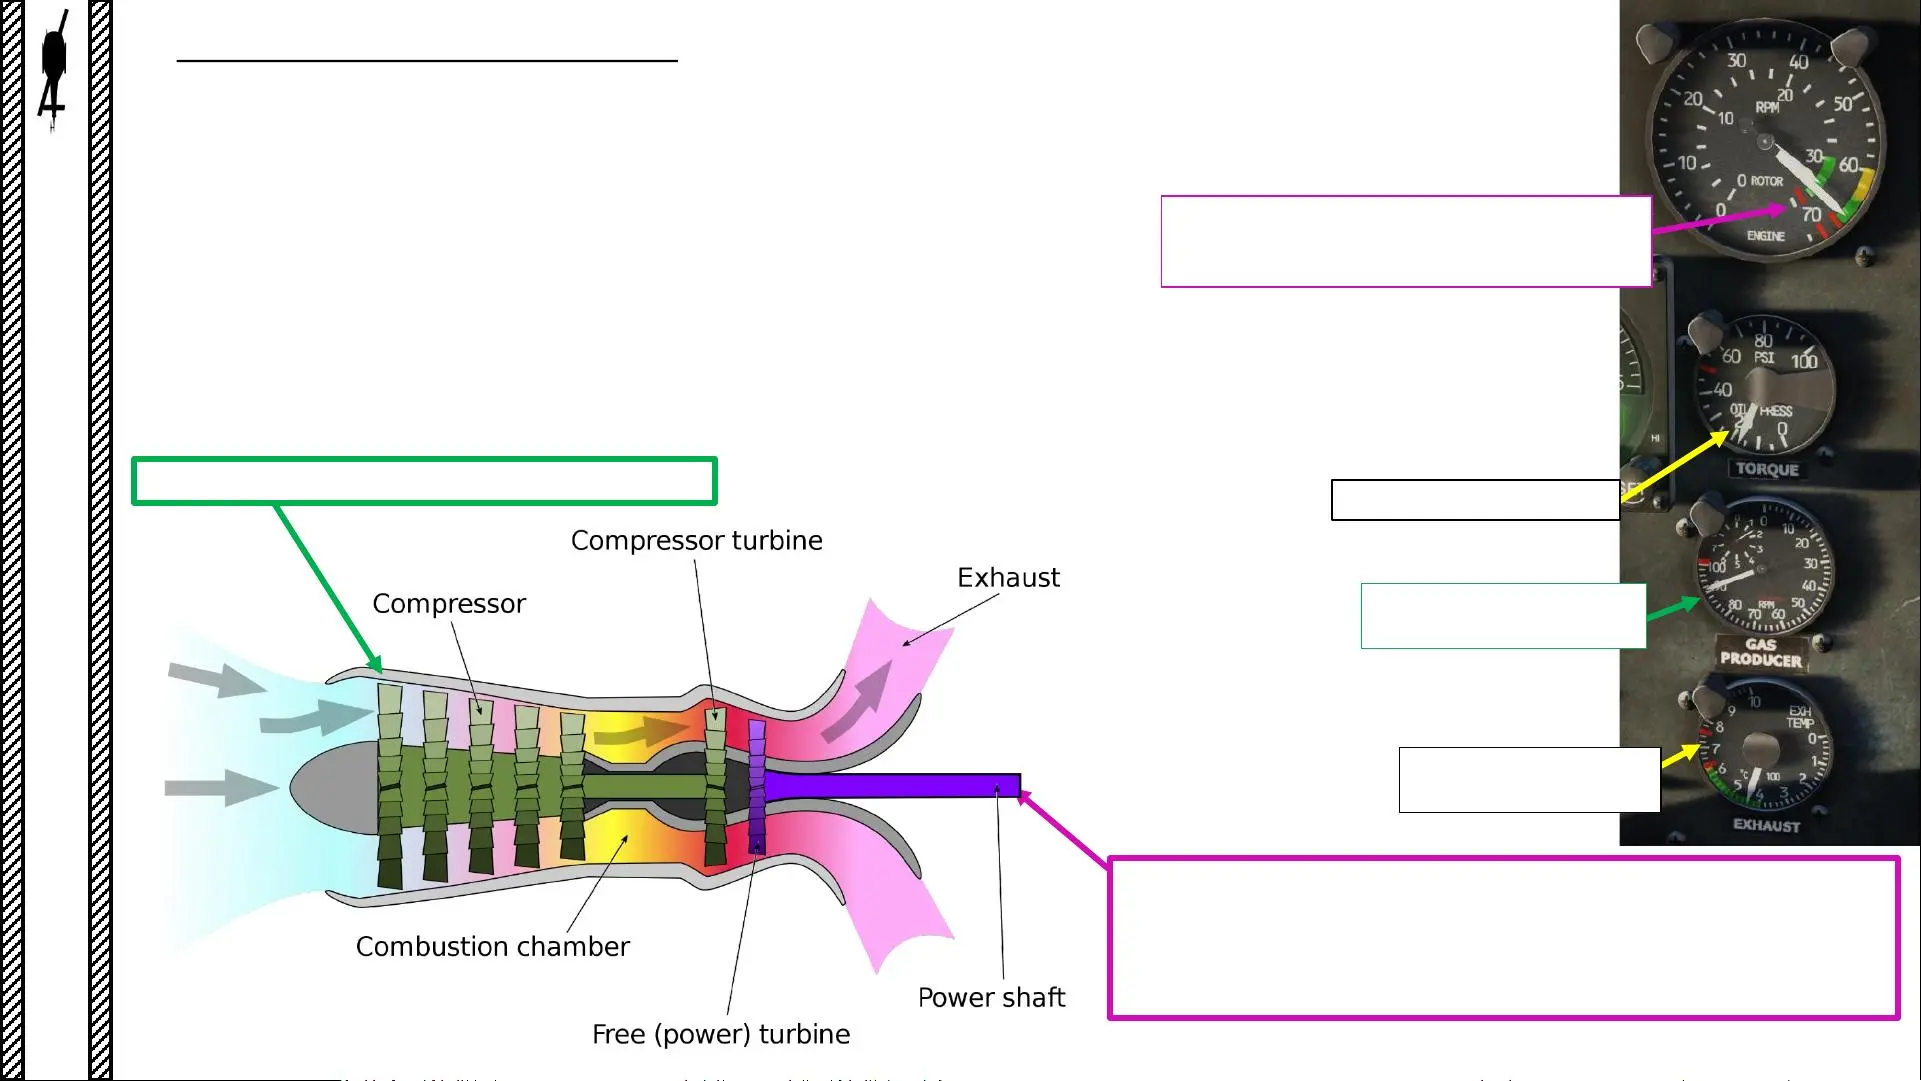 30 40
20 20 50
RPM
10
10 30 60
0 ROTOR
0 70
ENGINE
80
60 PSI 100
40
OIL PRESS
0
HI
TORQUE
Compressor turbine
0 10
20
100 30
40
80 RPM 50
70 60
Exhaust
Compressor
GAS
PRODUCER
10
9 EXH
8 TEMP
0
7
6 1
°C 100 2
5 4 3
EXHAUST
Combustion chamber
Power shaft
Free (power) turbine